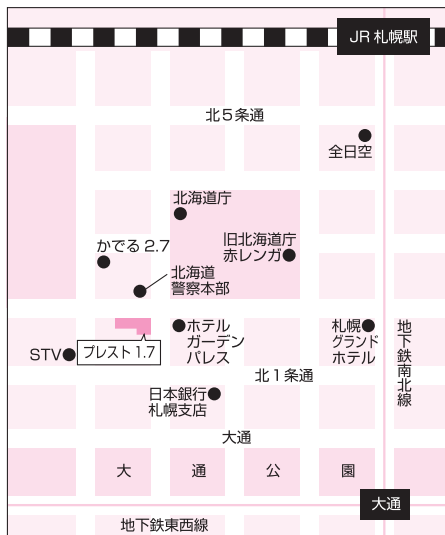 JR札幌駅
北5条通
全日空
北海道庁
旧北海道庁
赤レンガ
かでる2.7
北海道
警察本部
ホテル
ガーデン
パレス
札幌
グランド
ホテル
地下鉄南北線
STV
プレスト1.7
北1条通
日本銀行
札幌支店
大通
大通公園
大通
地下鉄東西線